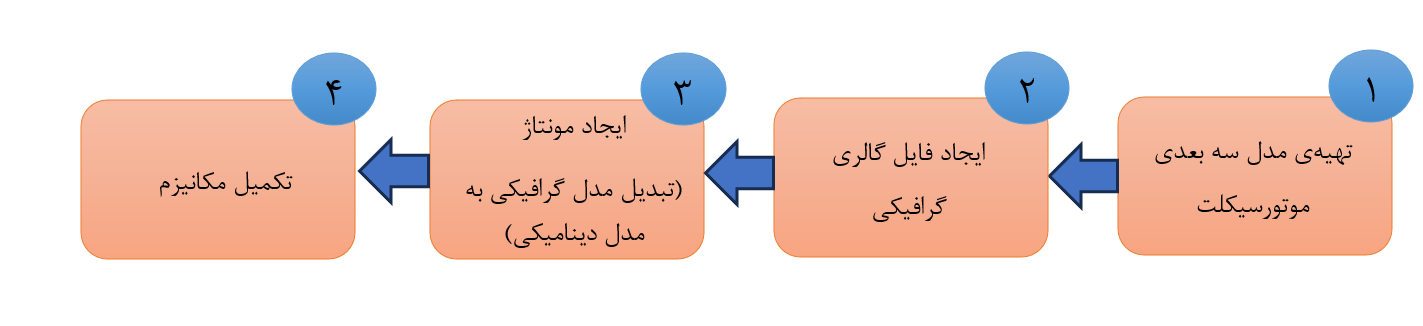 ۱
تهیه‌ی مدل سه بعدی
موتورسیکلت
۲
ایجاد فایل گالری
گرافیکی
۳
ایجاد مونتاژ
(تبدیل مدل گرافیکی به
مدل دینامیکی)
۴
تکمیل مکانیزم